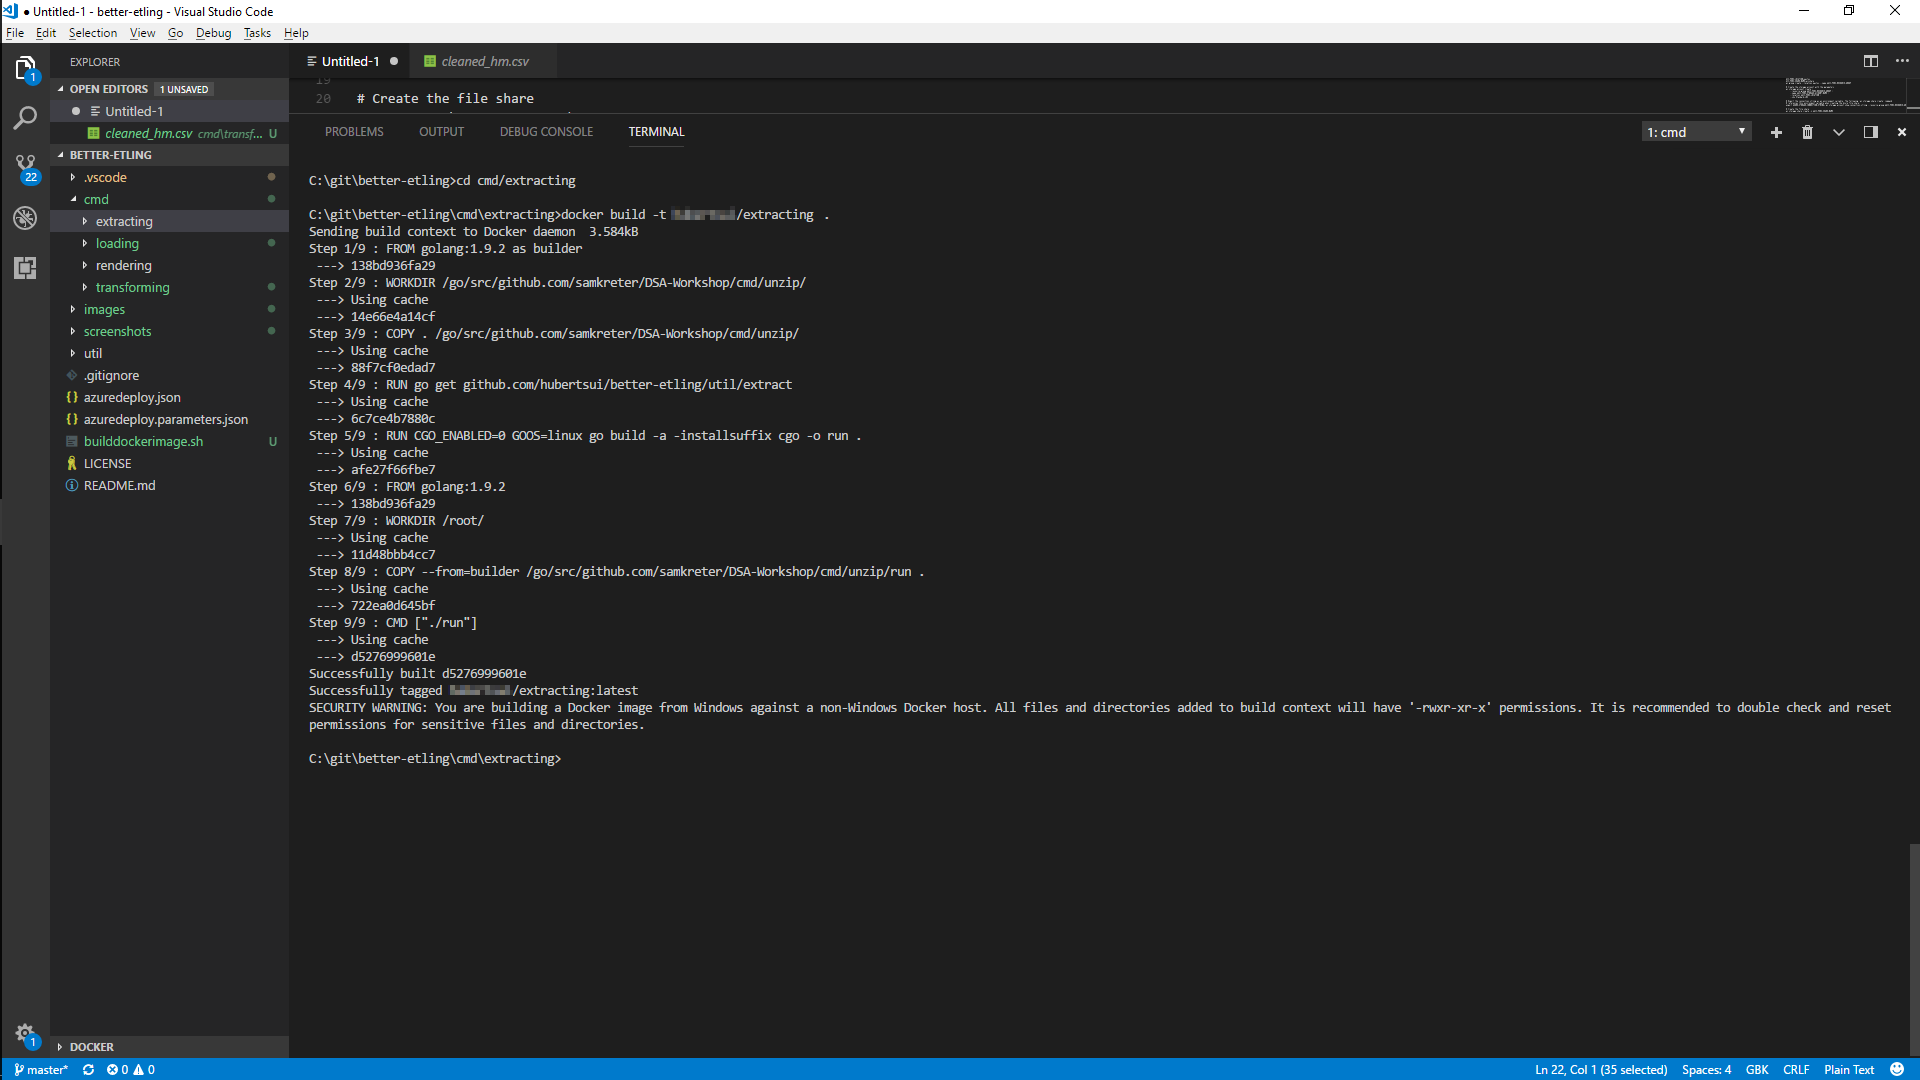 ● Untitled-1 - better-etling - Visual Studio Code
File Edit Selection View Go Debug Tasks Help
EXPLORER
OPEN EDITORS 1 UNSAVED
Untitled-1
cleaned_hm.csv cmd\transf... U
BETTER-ETLING
.vscode
cmd
extracting
loading
rendering
transforming
images
screenshots
util
.gitignore
azuredeploy.json
azuredeploy.parameters.json
builddockerimage.sh U
LICENSE
README.md
DOCKER
1
22
1
Untitled-1 cleaned_hm.csv
19
20 # Create the file share
PROBLEMS OUTPUT DEBUG CONSOLE TERMINAL 1: cmd
C:\git\better-etling>cd cmd/extracting
C:\git\better-etling\cmd\extracting>docker build -t /extracting .
Sending build context to Docker daemon 3.584kB
Step 1/9 : FROM golang:1.9.2 as builder
---> 138bd936fa29
Step 2/9 : WORKDIR /go/src/github.com/samkreter/DSA-Workshop/cmd/unzip/
---> Using cache
---> 14e66e4a14cf
Step 3/9 : COPY . /go/src/github.com/samkreter/DSA-Workshop/cmd/unzip/
---> Using cache
---> 88f7cf0edad7
Step 4/9 : RUN go get github.com/hubertsui/better-etling/util/extract
---> Using cache
---> 6c7ce4b7880c
Step 5/9 : RUN CGO_ENABLED=0 GOOS=linux go build -a -installsuffix cgo -o run .
---> Using cache
---> afe27f66fbe7
Step 6/9 : FROM golang:1.9.2
---> 138bd936fa29
Step 7/9 : WORKDIR /root/
---> Using cache
---> 11d48bbb4cc7
Step 8/9 : COPY --from=builder /go/src/github.com/samkreter/DSA-Workshop/cmd/unzip/run .
---> Using cache
---> 722ea0d645bf
Step 9/9 : CMD ["./run"]
---> Using cache
---> d5276999601e
Successfully built d5276999601e
Successfully tagged /extracting:latest
SECURITY WARNING: You are building a Docker image from Windows against a non-Windows Docker host. All files and directories added to build context will have '-rwxr-xr-x' permissions. It is recommended to double check and reset
permissions for sensitive files and directories.
C:\git\better-etling\cmd\extracting>
master* 0 0 Ln 22, Col 1 (35 selected) Spaces: 4 GBK CRLF Plain Text